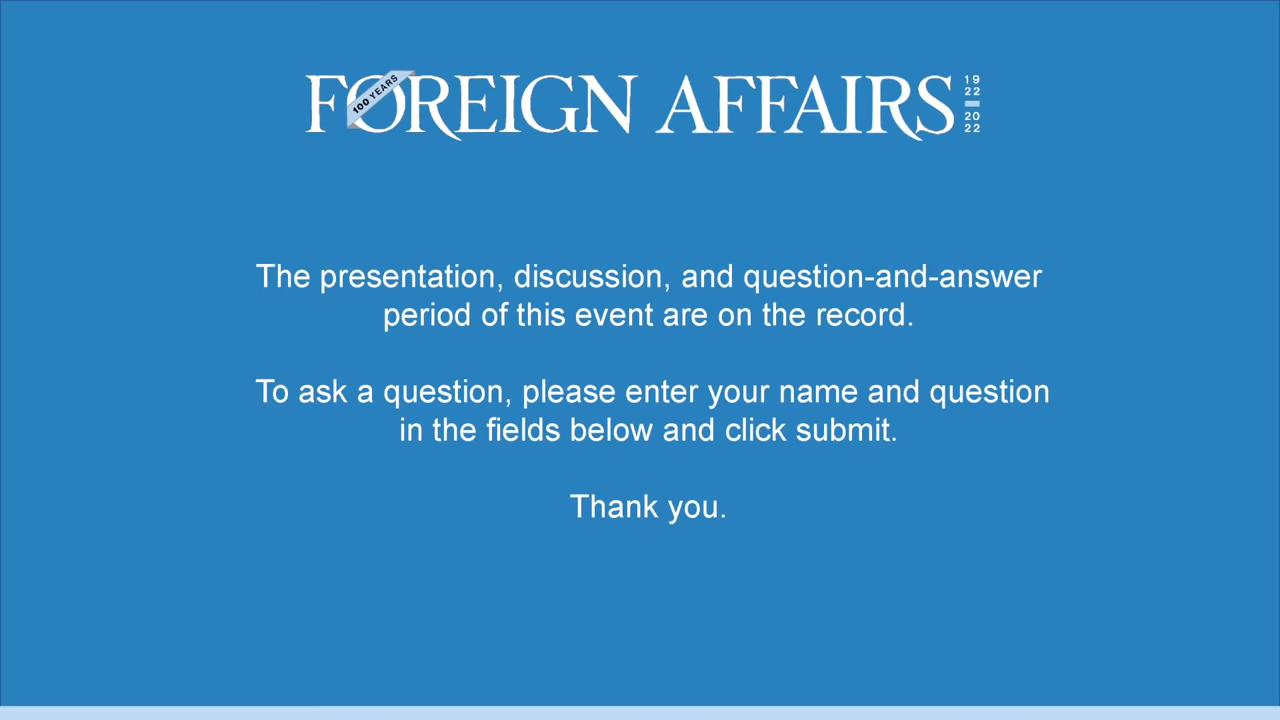 FOREIGN AFFAIRS
100 YEARS
19
22
20
22
The presentation, discussion, and question-and-answer
period of this event are on the record.
To ask a question, please enter your name and question
in the fields below and click submit.
Thank you.